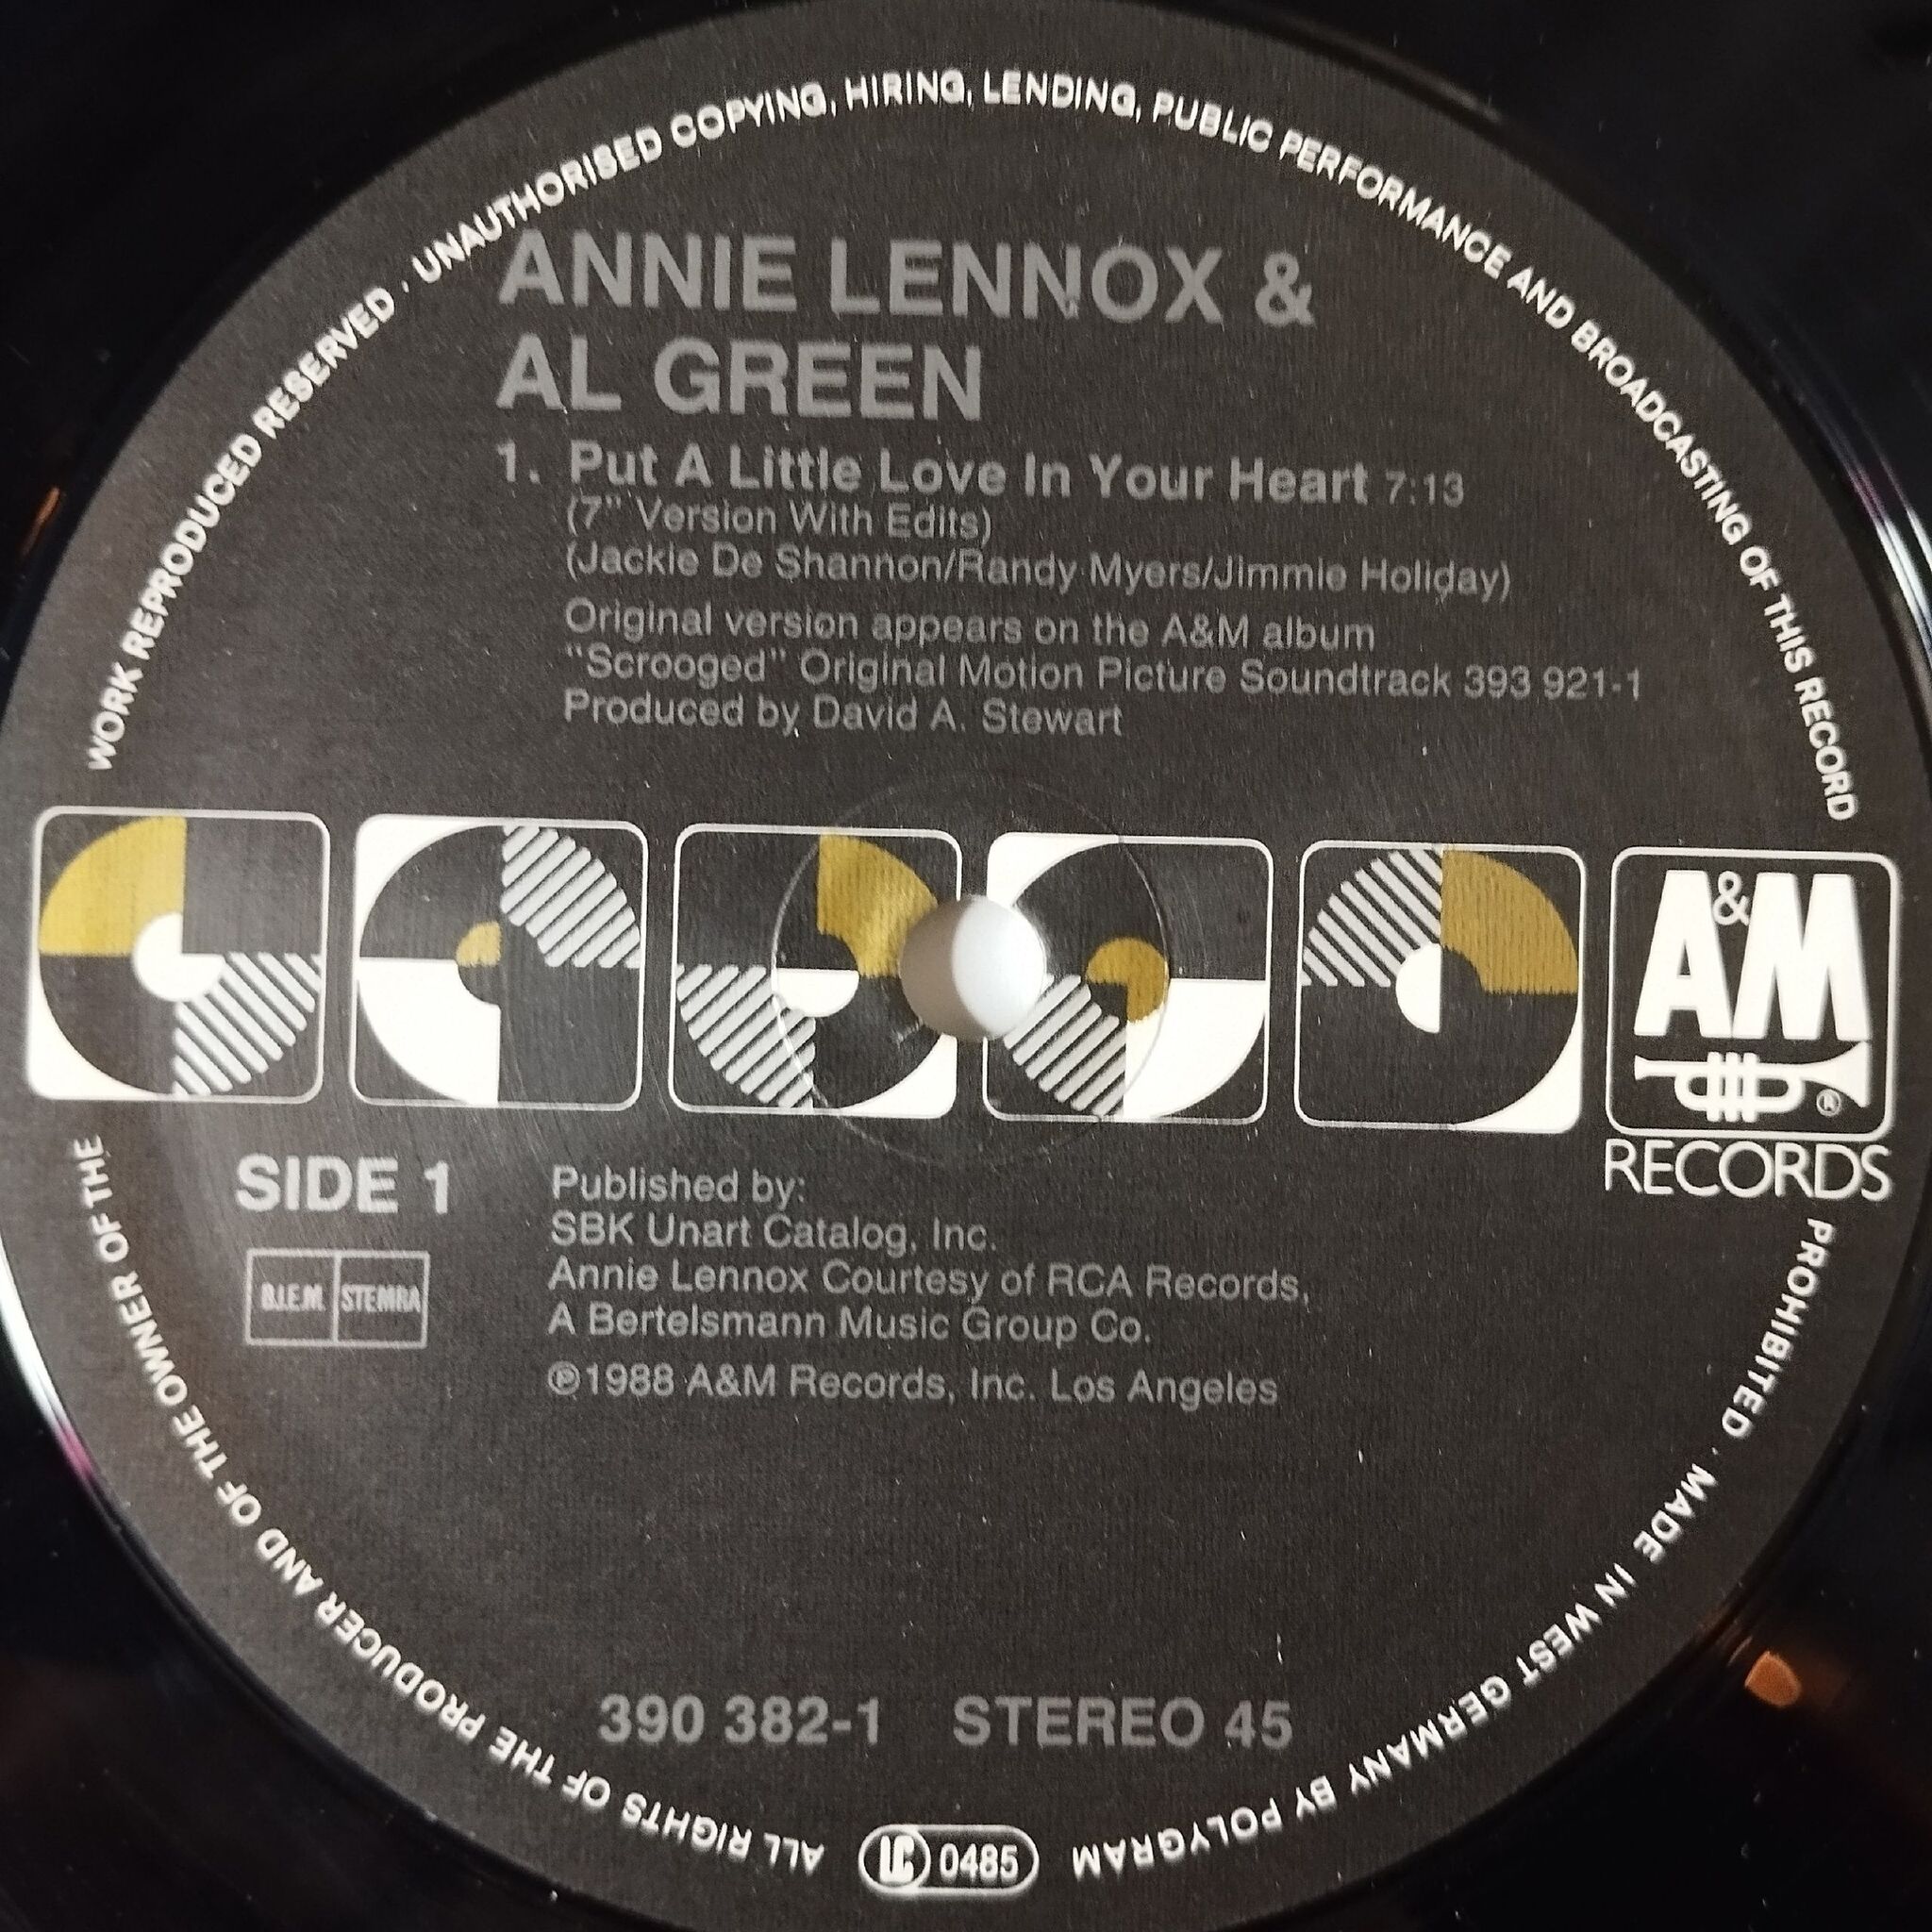 WORK REPRODUCED RESERVED · UNAUTHORISED COPYING, HIRING, LENDING, PUBLIC PERFORMANCE AND BROADCASTING OF THIS RECORD
ANNIE LENNOX &
AL GREEN
1. Put A Little Love In Your Heart 7:13
(7" Version With Edits)
(Jackie De Shannon/Randy Myers/Jimmie Holiday)
Original version appears on the A&M album
"Scrooged" Original Motion Picture Soundtrack 393 921-1
Produced by David A. Stewart
A&M
®
RECORDS
SIDE 1
B.I.E.M. STEMRA
Published by:
SBK Unart Catalog, Inc.
Annie Lennox Courtesy of RCA Records,
A Bertelsmann Music Group Co.
℗1988 A&M Records, Inc. Los Angeles
390 382-1 STEREO 45
PROHIBITED · MADE IN WEST GERMANY BY POLYGRAM
LC 0485
ALL RIGHTS OF THE PRODUCER AND OF THE OWNER OF THE